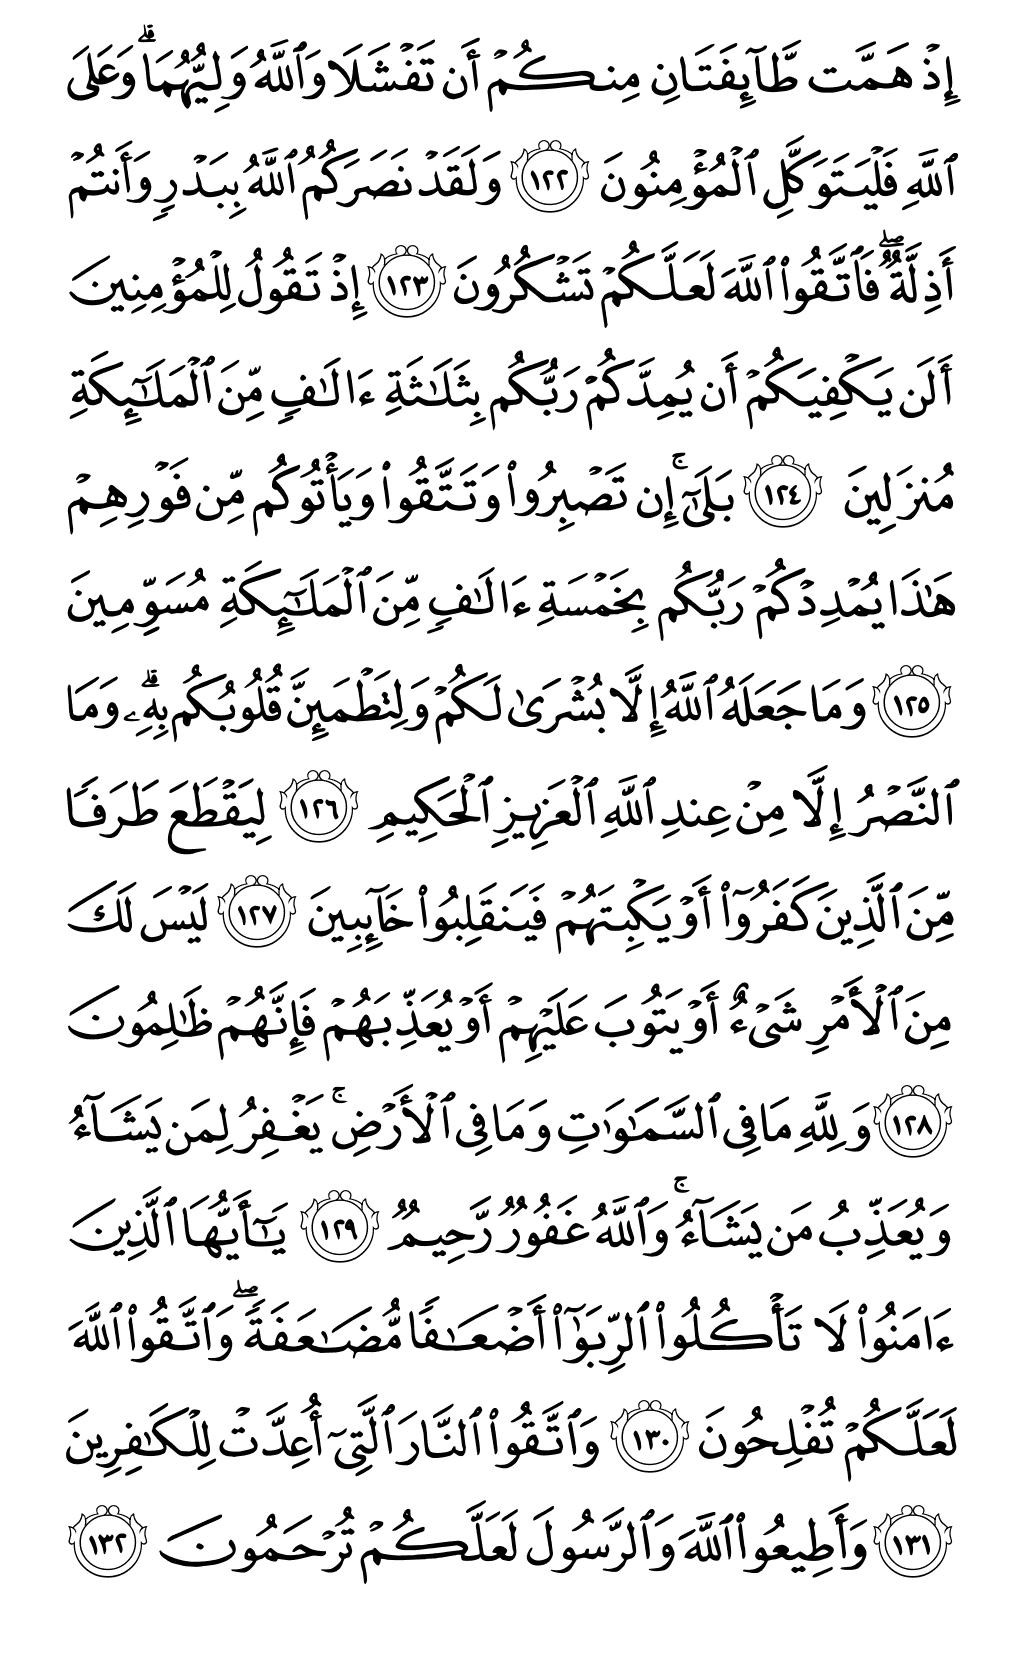 إِذْ هَمَّت طَّآئِفَتَانِ مِنكُمْ أَن تَفْشَلَا وَٱللَّهُ وَلِيُّهُمَا ۗ وَعَلَى
ٱللَّهِ فَلْيَتَوَكَّلِ ٱلْمُؤْمِنُونَ ١٢٢ وَلَقَدْ نَصَرَكُمُ ٱللَّهُ بِبَدْرٍ وَأَنتُمْ
أَذِلَّةٌ ۖ فَٱتَّقُوا۟ ٱللَّهَ لَعَلَّكُمْ تَشْكُرُونَ ١٢٣ إِذْ تَقُولُ لِلْمُؤْمِنِينَ
أَلَن يَكْفِيَكُمْ أَن يُمِدَّكُمْ رَبُّكُم بِثَلَـٰثَةِ ءَالَـٰفٍ مِّنَ ٱلْمَلَـٰٓئِكَةِ
مُنزَلِينَ ١٢٤ بَلَىٰٓ ۚ إِن تَصْبِرُوا۟ وَتَتَّقُوا۟ وَيَأْتُوكُم مِّن فَوْرِهِمْ
هَـٰذَا يُمْدِدْكُمْ رَبُّكُم بِخَمْسَةِ ءَالَـٰفٍ مِّنَ ٱلْمَلَـٰٓئِكَةِ مُسَوِّمِينَ
١٢٥ وَمَا جَعَلَهُ ٱللَّهُ إِلَّا بُشْرَىٰ لَكُمْ وَلِتَطْمَئِنَّ قُلُوبُكُم بِهِۦ ۗ وَمَا
ٱلنَّصْرُ إِلَّا مِنْ عِندِ ٱللَّهِ ٱلْعَزِيزِ ٱلْحَكِيمِ ١٢٦ لِيَقْطَعَ طَرَفًا
مِّنَ ٱلَّذِينَ كَفَرُوٓا۟ أَوْ يَكْبِتَهُمْ فَيَنقَلِبُوا۟ خَآئِبِينَ ١٢٧ لَيْسَ لَكَ
مِنَ ٱلْأَمْرِ شَىْءٌ أَوْ يَتُوبَ عَلَيْهِمْ أَوْ يُعَذِّبَهُمْ فَإِنَّهُمْ ظَـٰلِمُونَ
١٢٨ وَلِلَّهِ مَا فِى ٱلسَّمَـٰوَٰتِ وَمَا فِى ٱلْأَرْضِ ۚ يَغْفِرُ لِمَن يَشَآءُ
وَيُعَذِّبُ مَن يَشَآءُ ۚ وَٱللَّهُ غَفُورٌ رَّحِيمٌ ١٢٩ يَـٰٓأَيُّهَا ٱلَّذِينَ
ءَامَنُوا۟ لَا تَأْكُلُوا۟ ٱلرِّبَوٰٓا۟ أَضْعَـٰفًا مُّضَـٰعَفَةً ۖ وَٱتَّقُوا۟ ٱللَّهَ
لَعَلَّكُمْ تُفْلِحُونَ ١٣٠ وَٱتَّقُوا۟ ٱلنَّارَ ٱلَّتِىٓ أُعِدَّتْ لِلْكَـٰفِرِينَ
١٣١ وَأَطِيعُوا۟ ٱللَّهَ وَٱلرَّسُولَ لَعَلَّكُمْ تُرْحَمُونَ ١٣٢